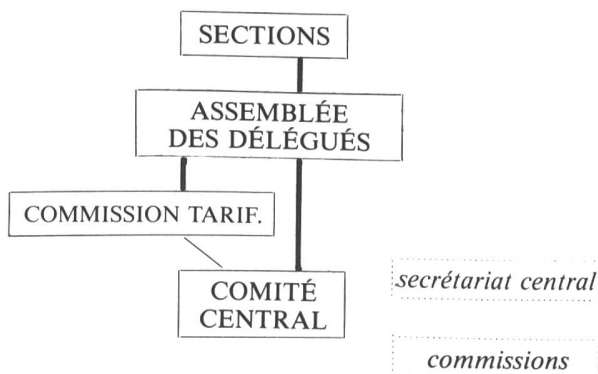 SECTIONS
ASSEMBLÉE
DES DÉLÉGUÉS
COMMISSION TARIF.
COMITÉ
CENTRAL
secrétariat central
commissions